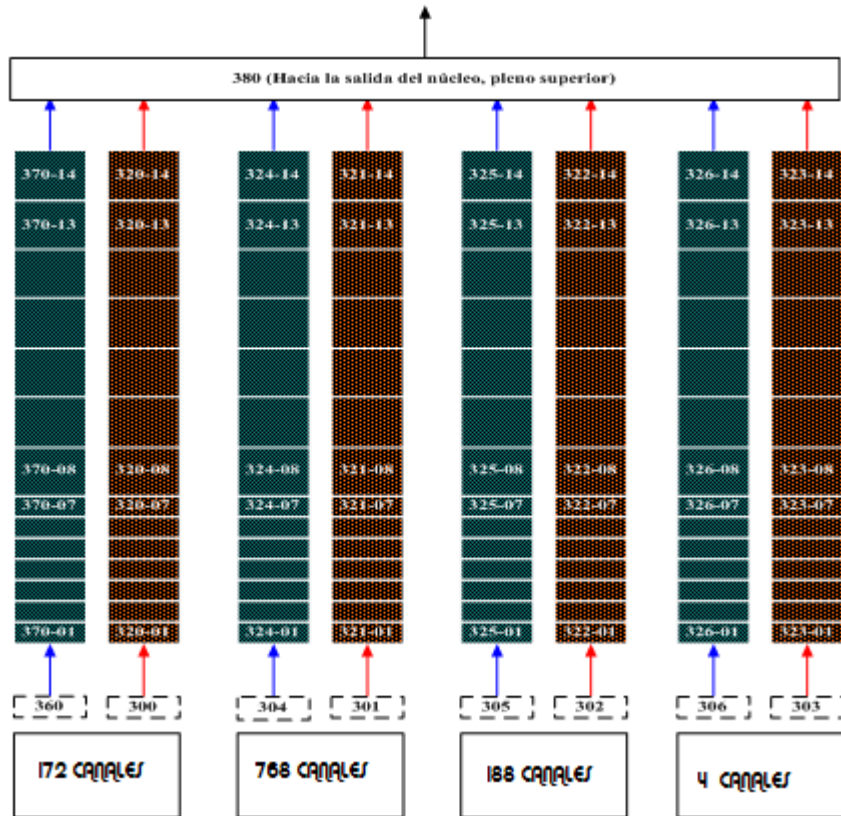 380 (Hacia la salida del núcleo, pleno superior)
370-14 320-14 324-14 321-14 325-14 322-14 326-14 323-14
370-13 320-13 324-13 321-13 325-13 322-13 326-13 323-13
370-08 320-08 324-08 321-08 325-08 322-08 326-08 323-08
370-07 320-07 324-07 321-07 325-07 322-07 326-07 323-07
370-01 320-01 324-01 321-01 325-01 322-01 326-01 323-01
360 300 304 301 305 302 306 303
172 CANALES 768 CANALES 188 CANALES 4 CANALES